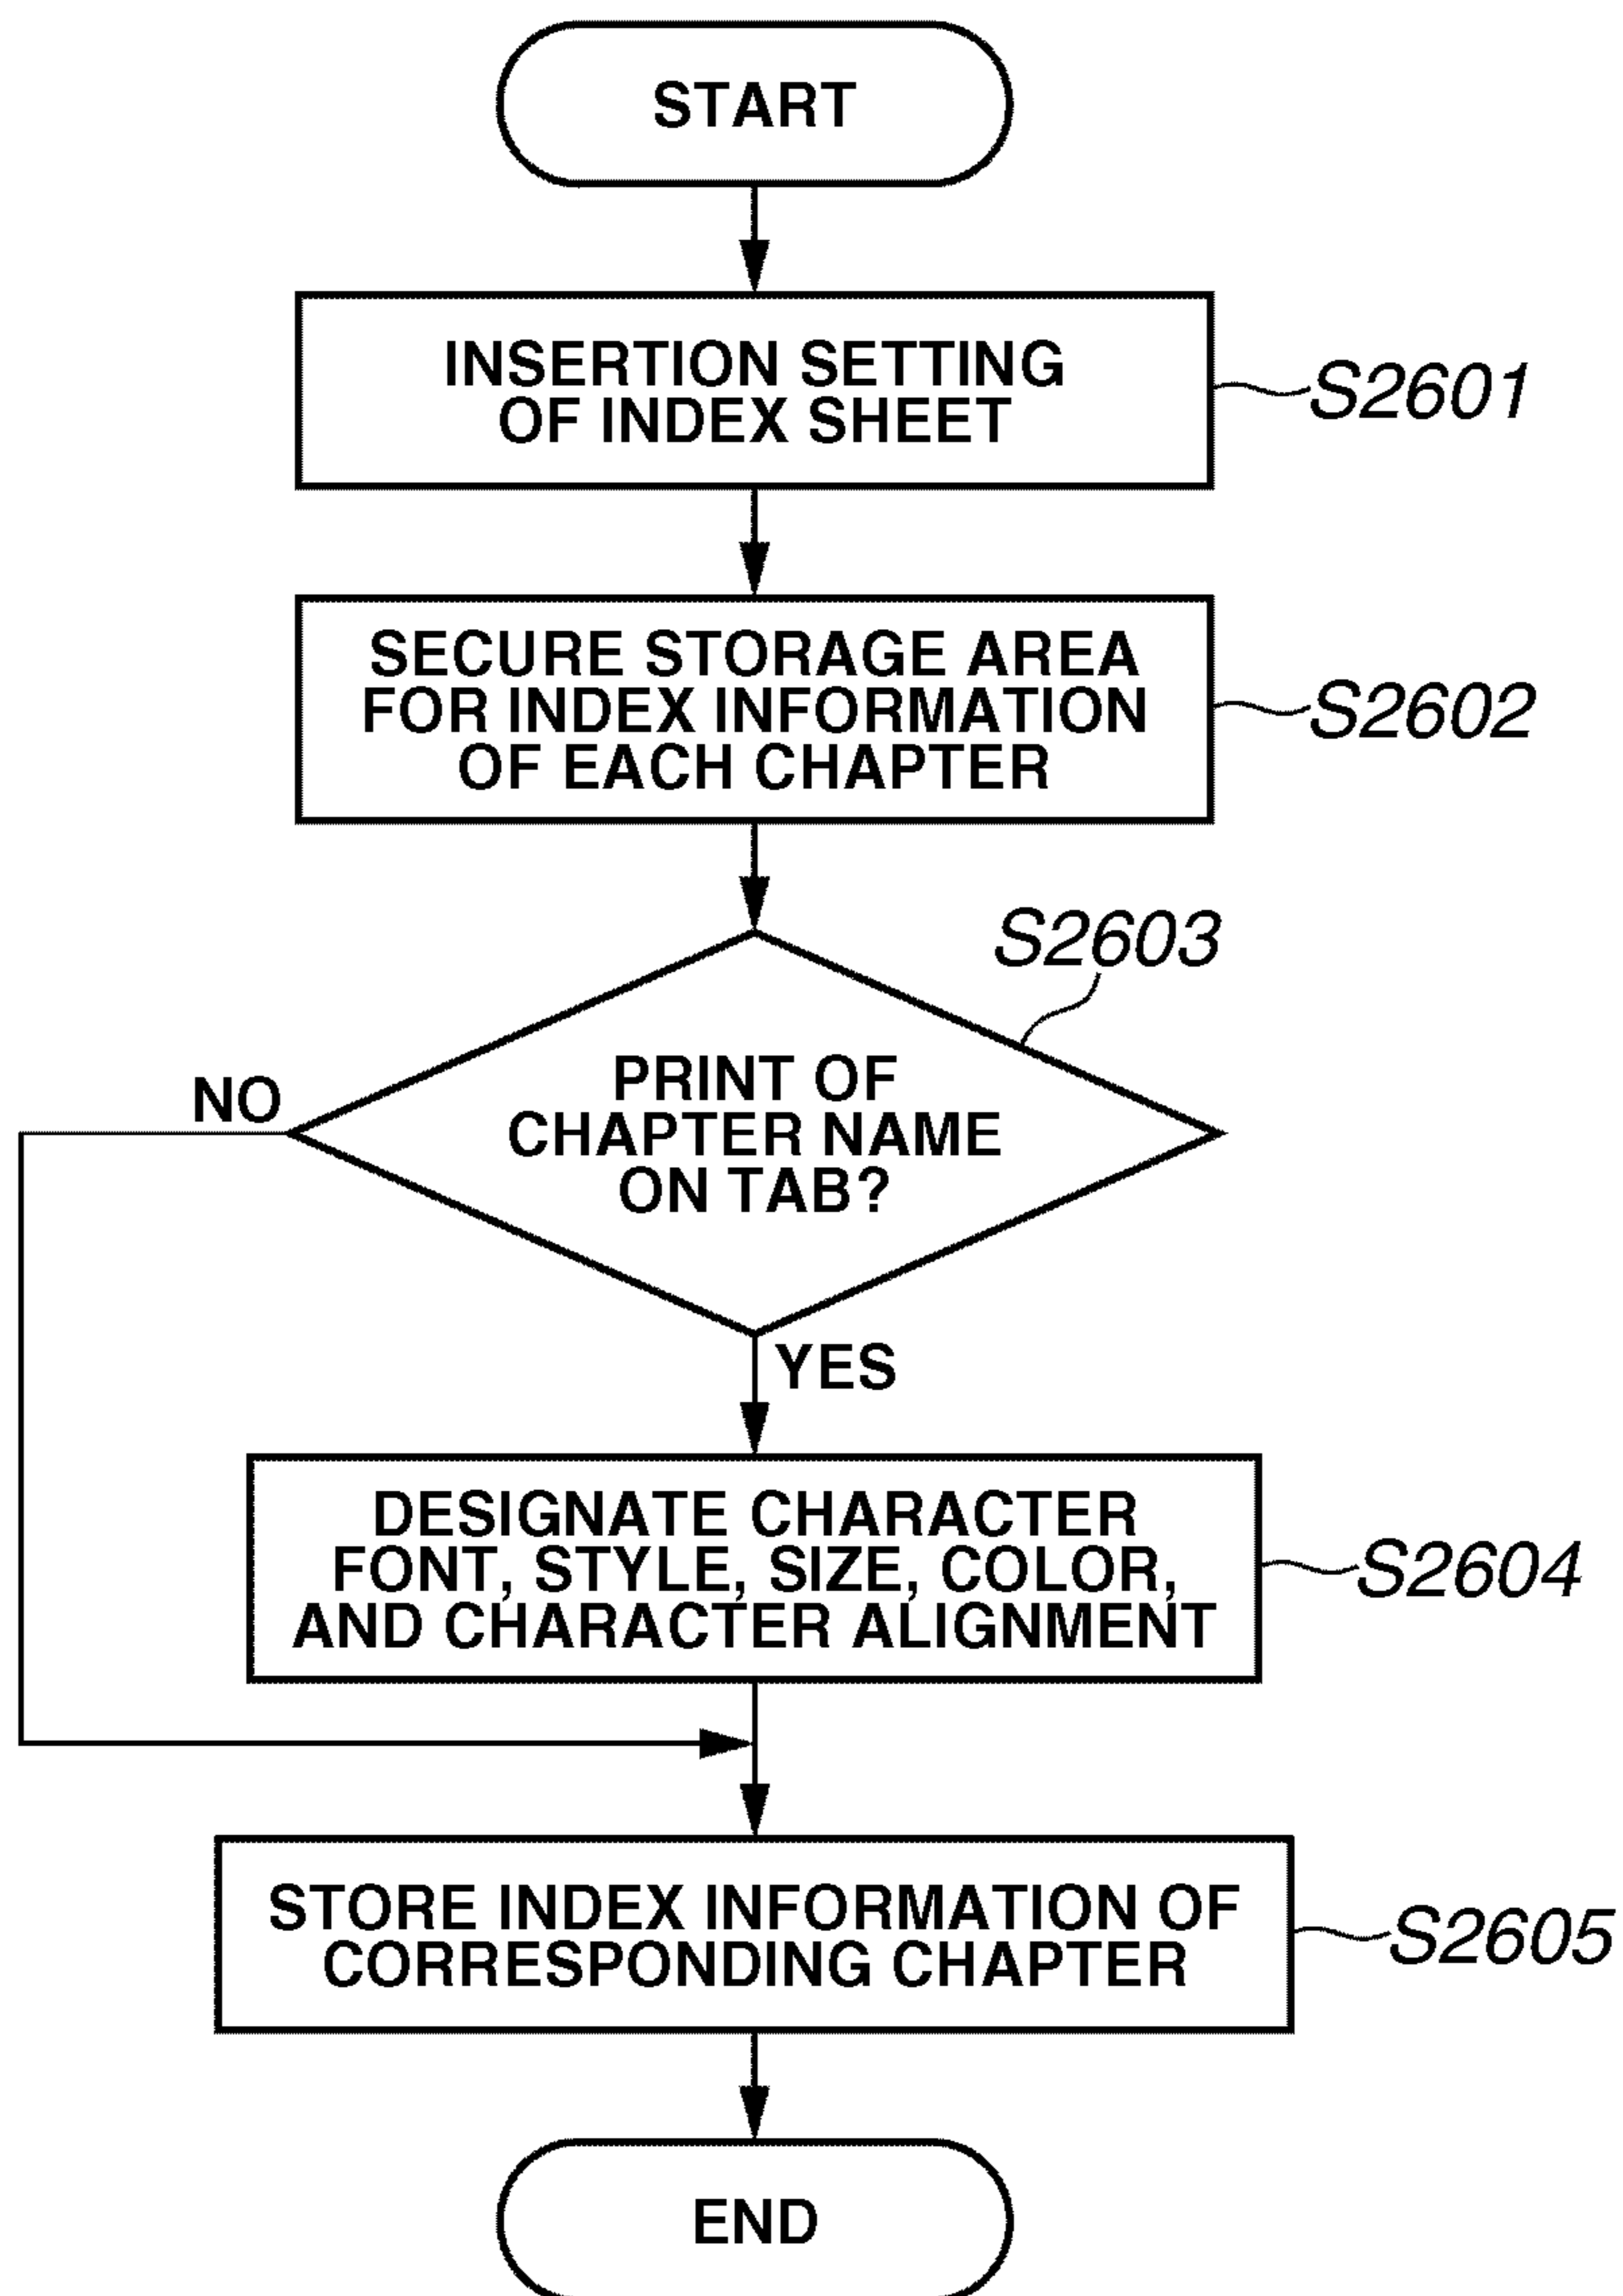 START
INSERTION SETTING
OF INDEX SHEET
S2601
SECURE STORAGE AREA
FOR INDEX INFORMATION
OF EACH CHAPTER
S2602
S2603
PRINT OF
CHAPTER NAME
ON TAB?
NO
YES
DESIGNATE CHARACTER
FONT, STYLE, SIZE, COLOR,
AND CHARACTER ALIGNMENT
S2604
STORE INDEX INFORMATION OF
CORRESPONDING CHAPTER
S2605
END